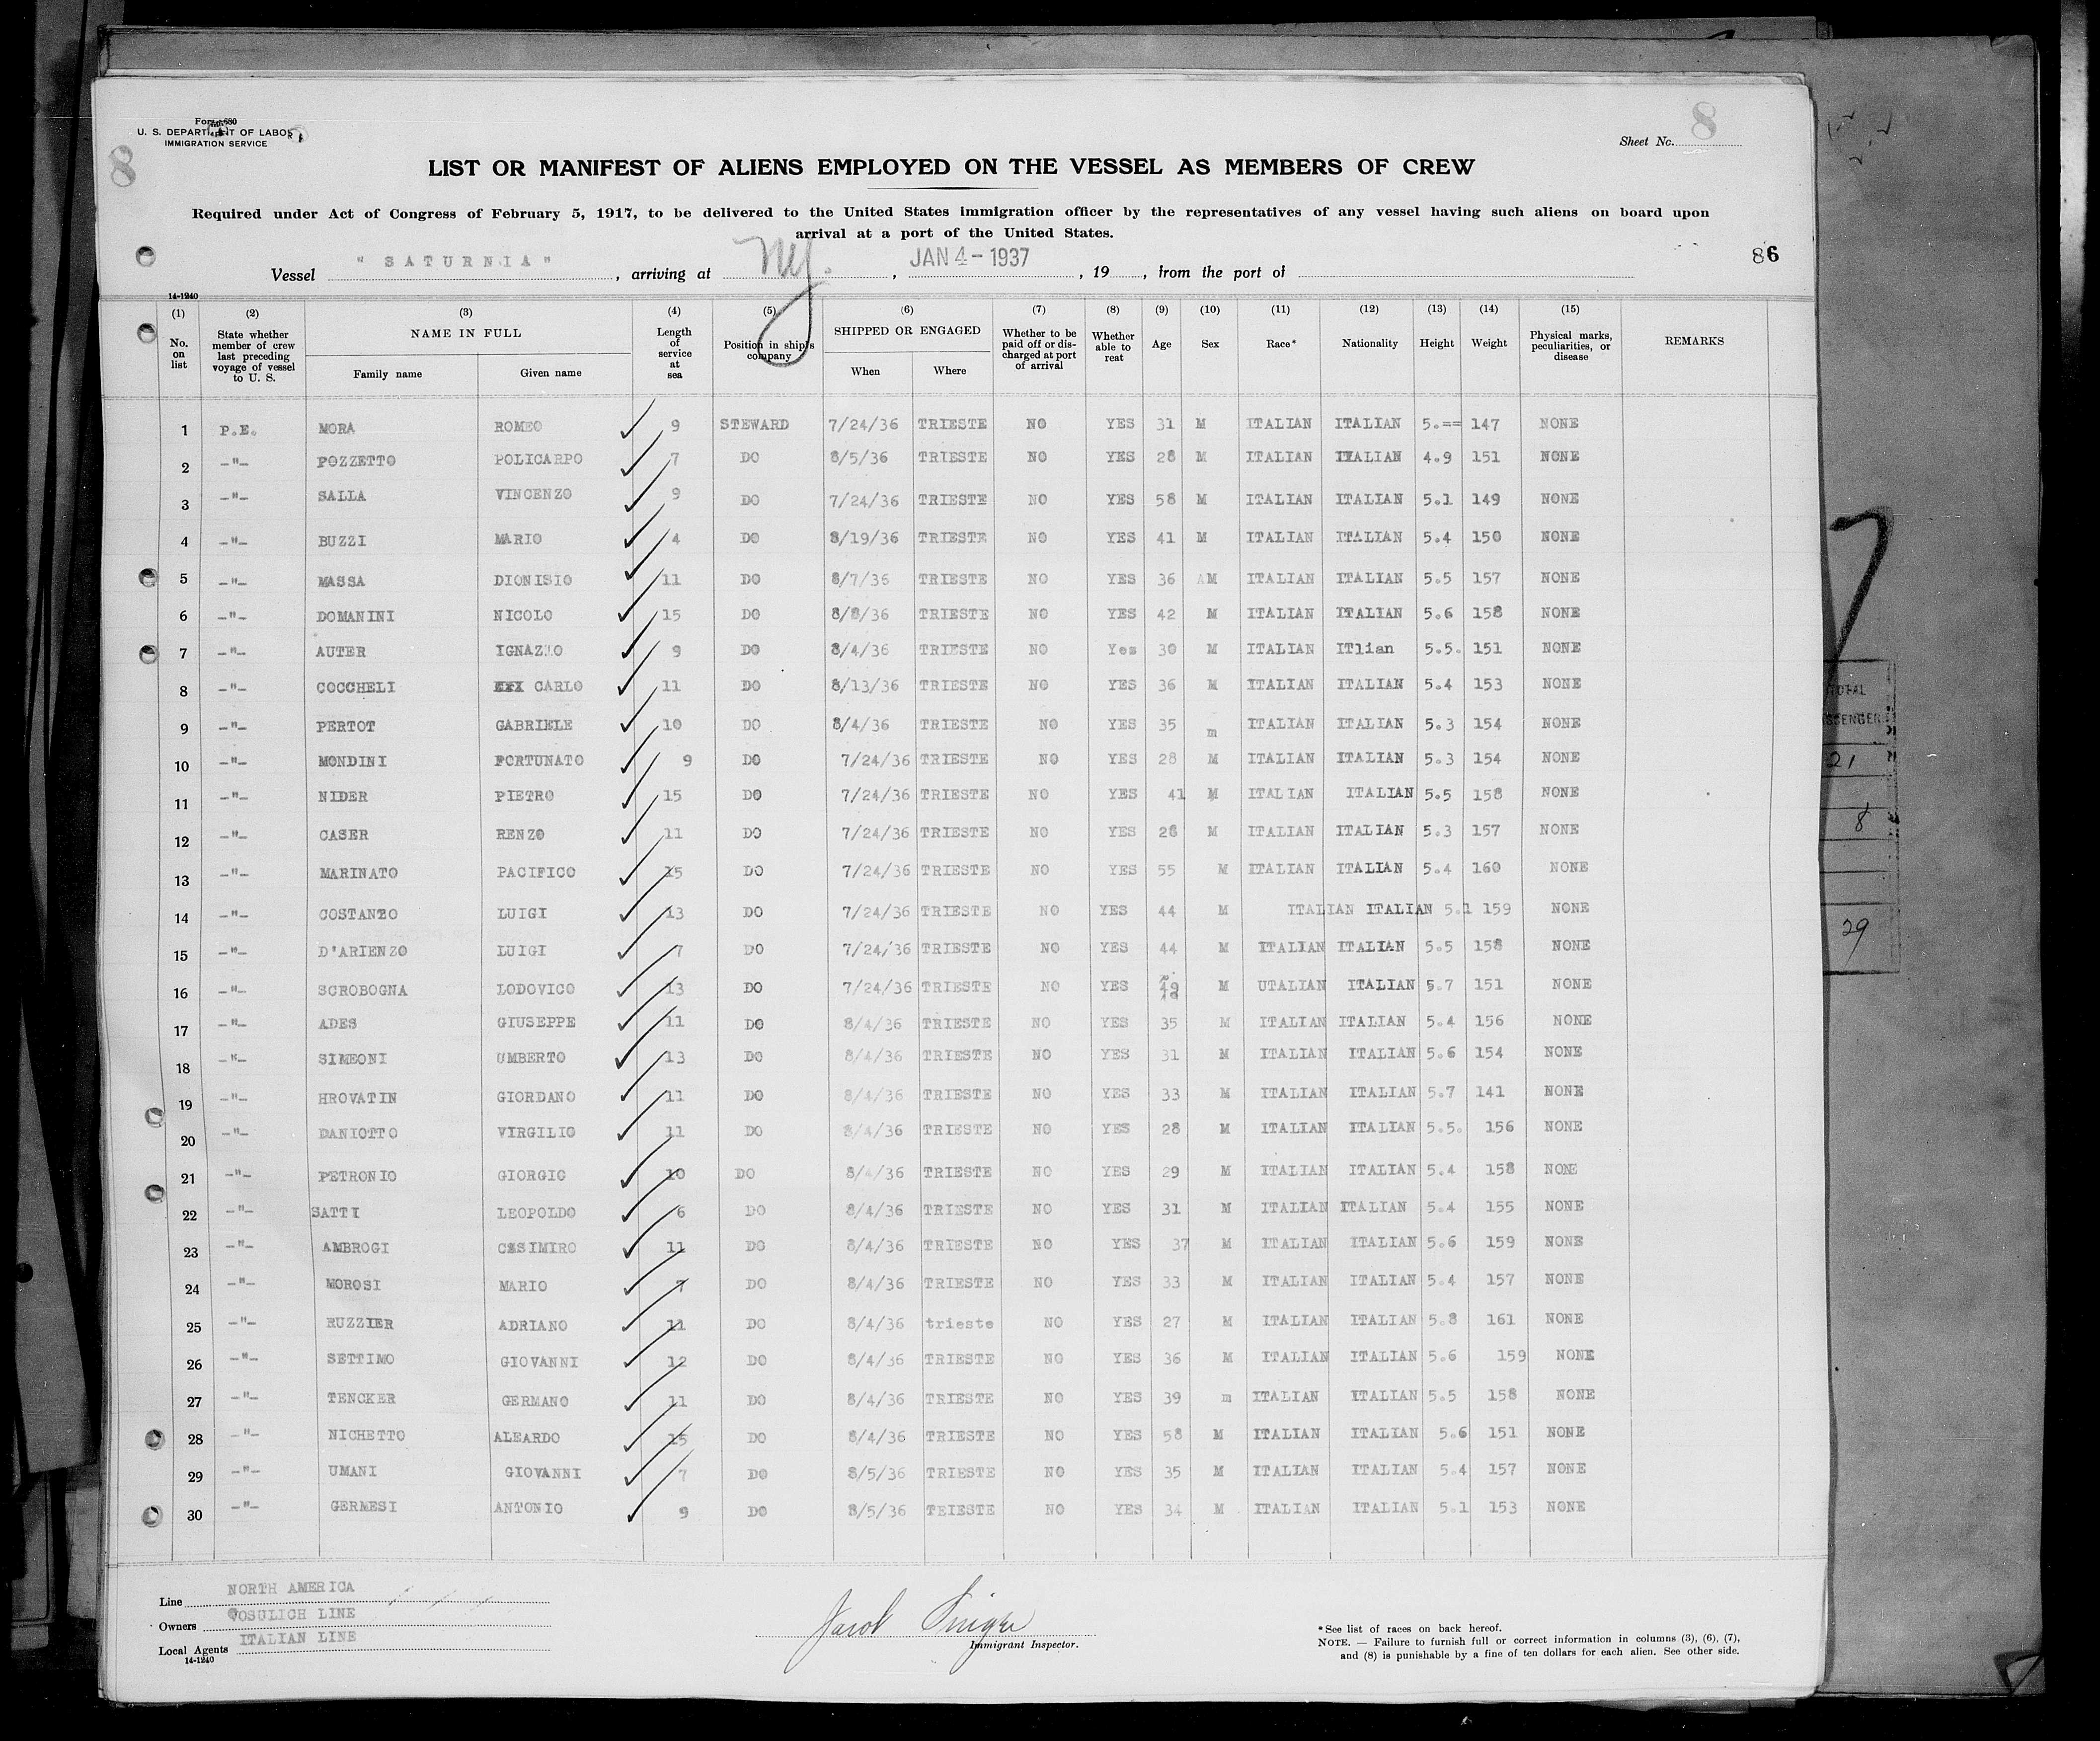 Form 680
U. S. DEPARTMENT OF LABOR
IMMIGRATION SERVICE
8
Sheet No. 8
LIST OR MANIFEST OF ALIENS EMPLOYED ON THE VESSEL AS MEMBERS OF CREW
Required under Act of Congress of February 5, 1917, to be delivered to the United States immigration officer by the representatives of any vessel having such aliens on board upon
arrival at a port of the United States.
86
Vessel " SATURNIA " , arriving at NY. , JAN 4 - 1937 , 19 , from the port of
14-1240
(1) No. on list (2) State whether member of crew last preceding voyage of vessel to U. S. (3) NAME IN FULL Family name Given name (4) Length of service at sea (5) Position in ship's company (6) SHIPPED OR ENGAGED When Where (7) Whether to be paid off or discharged at port of arrival (8) Whether able to reat (9) Age (10) Sex (11) Race* (12) Nationality (13) Height (14) Weight (15) Physical marks, peculiarities, or disease REMARKS
1 P.E. MORA ROMEO 9 STEWARD 7/24/36 TRIESTE NO YES 31 M ITALIAN ITALIAN 5.== 147 NONE
2 -"- POZZETTO POLICARPO 7 DO 8/5/36 TRIESTE NO YES 28 M ITALIAN ITALIAN 4.9 151 NONE
3 -"- SALLA VINCENZO 9 DO 7/24/36 TRIESTE NO YES 58 M ITALIAN ITALIAN 5.1 149 NONE
4 -"- BUZZI MARIO 4 DO 8/19/36 TRIESTE NO YES 41 M ITALIAN ITALIAN 5.4 150 NONE
5 -"- MASSA DIONISIO 11 DO 8/7/36 TRIESTE NO YES 36 M ITALIAN ITALIAN 5.5 157 NONE
6 -"- DOMANINI NICOLO 15 DO 8/8/36 TRIESTE NO YES 42 M ITALIAN ITALIAN 5.6 158 NONE
7 -"- AUTER IGNAZIO 9 DO 8/4/36 TRIESTE NO Yes 30 M ITALIAN ITlian 5.5. 151 NONE
8 -"- COCCHELI CARLO 11 DO 8/13/36 TRIESTE NO YES 36 M ITALIAN ITALIAN 5.4 153 NONE
9 -"- PERTOT GABRIELE 10 DO 8/4/36 TRIESTE NO YES 35 m ITALIAN ITALIAN 5.3 154 NONE
10 -"- MONDINI FORTUNATO 9 DO 7/24/36 TRIESTE NO YES 28 M ITALIAN ITALIAN 5.3 154 NONE
11 -"- NIDER PIETRO 15 DO 7/24/36 TRIESTE NO YES 41 M ITALIAN ITALIAN 5.5 158 NONE
12 -"- CASER RENZO 11 DO 7/24/36 TRIESTE NO YES 26 M ITALIAN ITALIAN 5.3 157 NONE
13 -"- MARINATO PACIFICO 15 DO 7/24/36 TRIESTE NO YES 55 M ITALIAN ITALIAN 5.4 160 NONE
14 -"- COSTANZO LUIGI 13 DO 7/24/36 TRIESTE NO YES 44 M ITALIAN ITALIAN 5.1 159 NONE
15 -"- D'ARIENZO LUIGI 7 DO 7/24/36 TRIESTE NO YES 44 M ITALIAN ITALIAN 5.5 158 NONE
16 -"- SCROBOGNA LODOVICO 13 DO 7/24/36 TRIESTE NO YES 49 M UTALIAN ITALIAN 5.7 151 NONE
17 -"- ADES GIUSEPPE 11 DO 8/4/36 TRIESTE NO YES 35 M ITALIAN ITALIAN 5.4 156 NONE
18 -"- SIMEONI UMBERTO 13 DO 8/4/36 TRIESTE NO YES 31 M ITALIAN ITALIAN 5.6 154 NONE
19 -"- HROVATIN GIORDANO 11 DO 8/4/36 TRIESTE NO YES 33 M ITALIAN ITALIAN 5.7 141 NONE
20 -"- DANIOTTO VIRGILIO 11 DO 8/4/36 TRIESTE NO YES 28 M ITALIAN ITALIAN 5.5. 156 NONE
21 -"- PETRONIO GIORGIO 10 DO 8/4/36 TRIESTE NO YES 29 M ITALIAN ITALIAN 5.4 158 NONE
22 -"- SATTI LEOPOLDO 6 DO 8/4/36 TRIESTE NO YES 31 M ITALIAN ITALIAN 5.4 155 NONE
23 -"- AMBROGI CASIMIRO 11 DO 8/4/36 TRIESTE NO YES 37 M ITALIAN ITALIAN 5.6 159 NONE
24 -"- MOROSI MARIO 7 DO 8/4/36 TRIESTE NO YES 33 M ITALIAN ITALIAN 5.4 157 NONE
25 -"- RUZZIER ADRIANO 11 DO 8/4/36 trieste NO YES 27 M ITALIAN ITALIAN 5.8 161 NONE
26 -"- SETTIMO GIOVANNI 12 DO 8/4/36 TRIESTE NO YES 36 M ITALIAN ITALIAN 5.6 159 NONE
27 -"- TENCKER GERMANO 11 DO 8/4/36 TRIESTE NO YES 39 m ITALIAN ITALIAN 5.5 158 NONE
28 -"- NICHETTO ALEARDO 15 DO 8/4/36 TRIESTE NO YES 58 M ITALIAN ITALIAN 5.6 151 NONE
29 -"- UMANI GIOVANNI 7 DO 8/5/36 TRIESTE NO YES 35 M ITALIAN ITALIAN 5.4 157 NONE
30 -"- GERMESI ANTONIO 9 DO 8/5/36 TEIESTE NO YES 34 M ITALIAN ITALIAN 5.1 153 NONE
Line NORTH AMERICA
Owners COSULICH LINE
Local Agents ITALIAN LINE
14-1240
Jacob
Immigrant Inspector.
*See list of races on back hereof.
NOTE. — Failure to furnish full or correct information in columns (3), (6), (7),
and (8) is punishable by a fine of ten dollars for each alien. See other side.
TOTAL
21
8
29